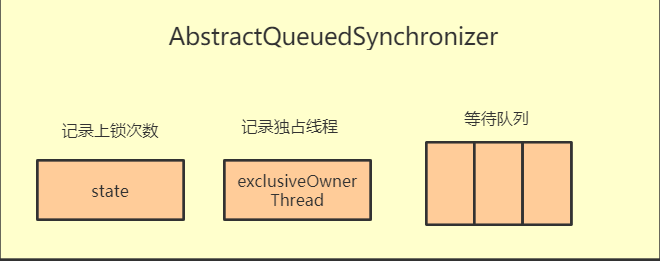 AbstractQueuedSynchronizer
记录上锁次数
记录独占线程
等待队列
state
exclusiveOwner
Thread